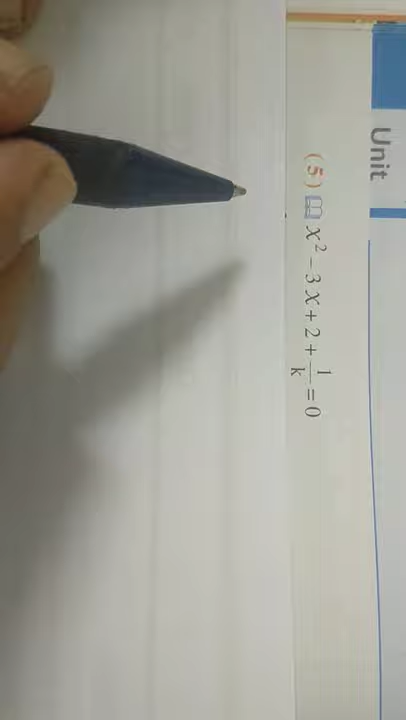 Unit
(5) x² - 3x + 2 + 1/k = 0